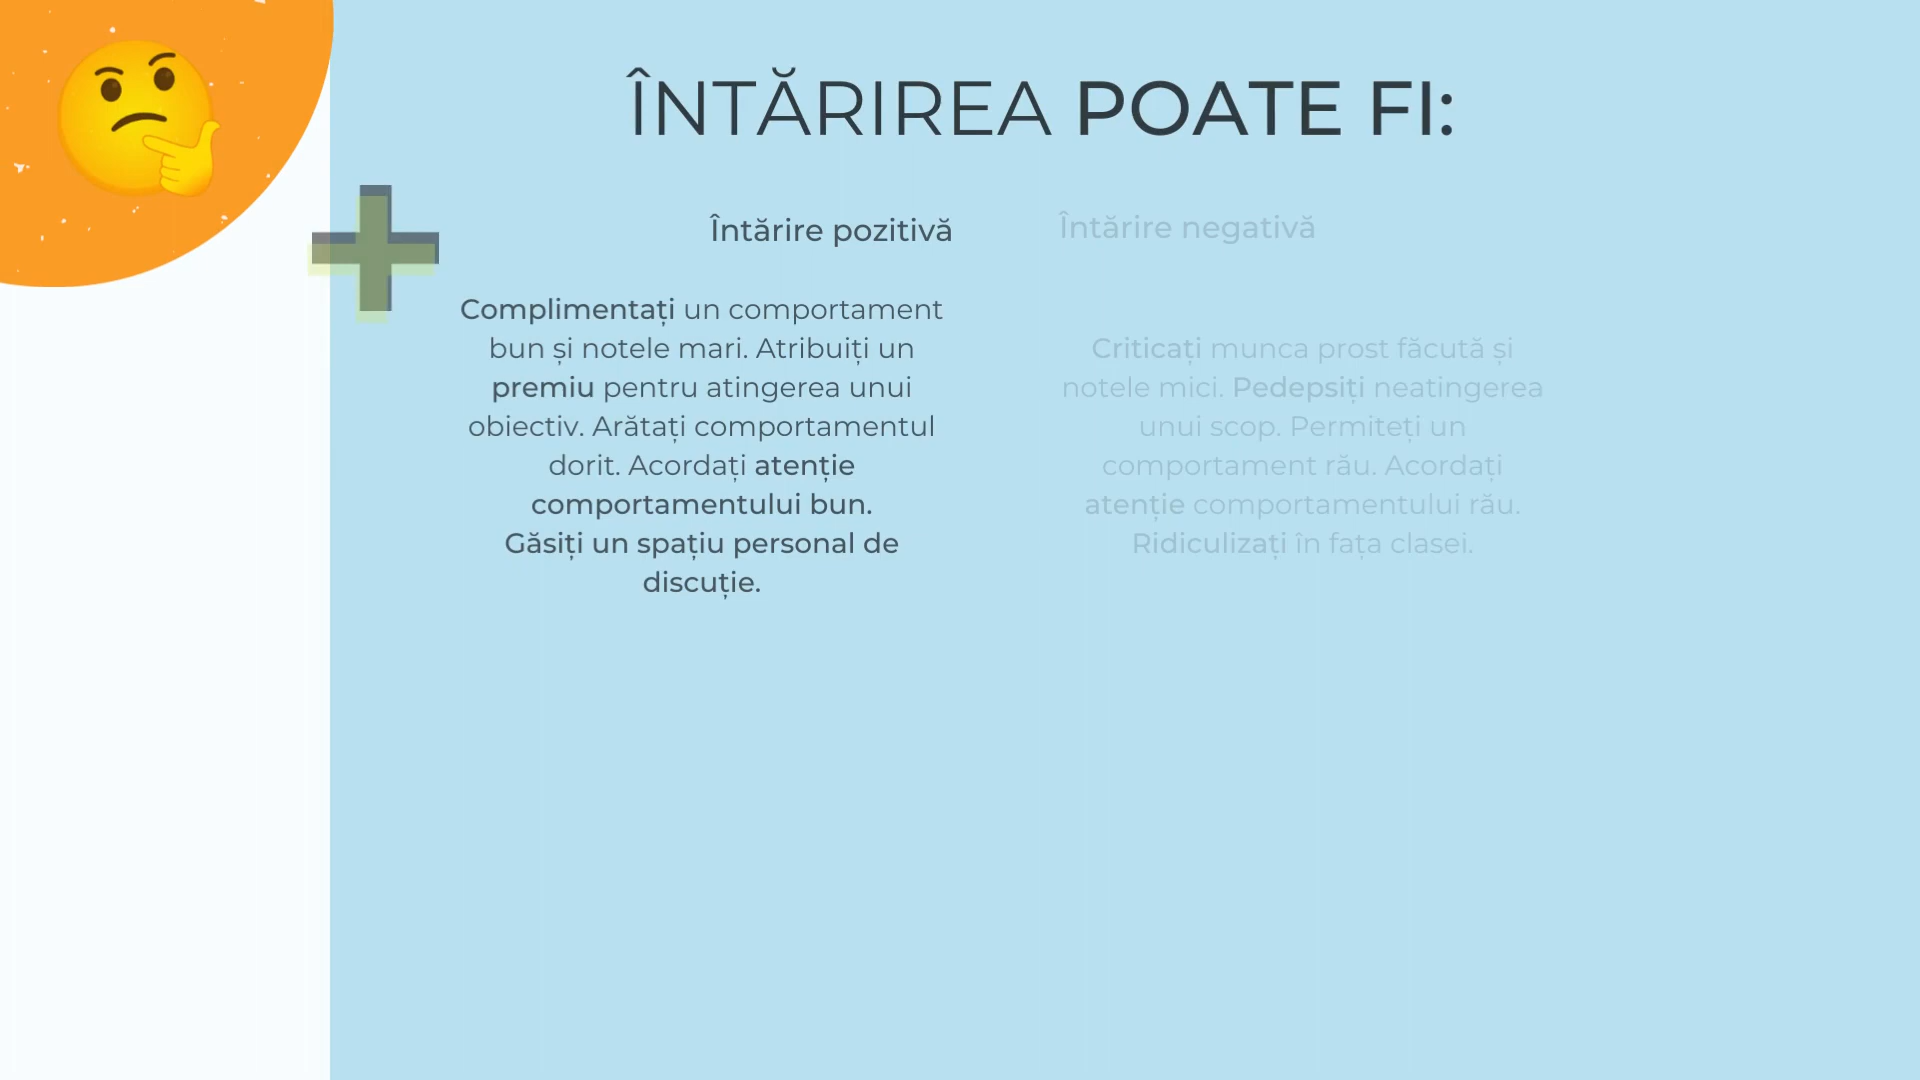 ÎNTĂRIREA POATE FI:
Întărire pozitivă
Complimentați un comportament
bun și notele mari. Atribuiți un
premiu pentru atingerea unui
obiectiv. Arătați comportamentul
dorit. Acordați atenție
comportamentului bun.
Găsiți un spațiu personal de
discuție.
Întărire negativă
Criticați munca prost făcută și
notele mici. Pedepsiți neatingerea
unui scop. Permiteți un
comportament rău. Acordați
atenție comportamentului rău.
Ridiculizați în fața clasei.